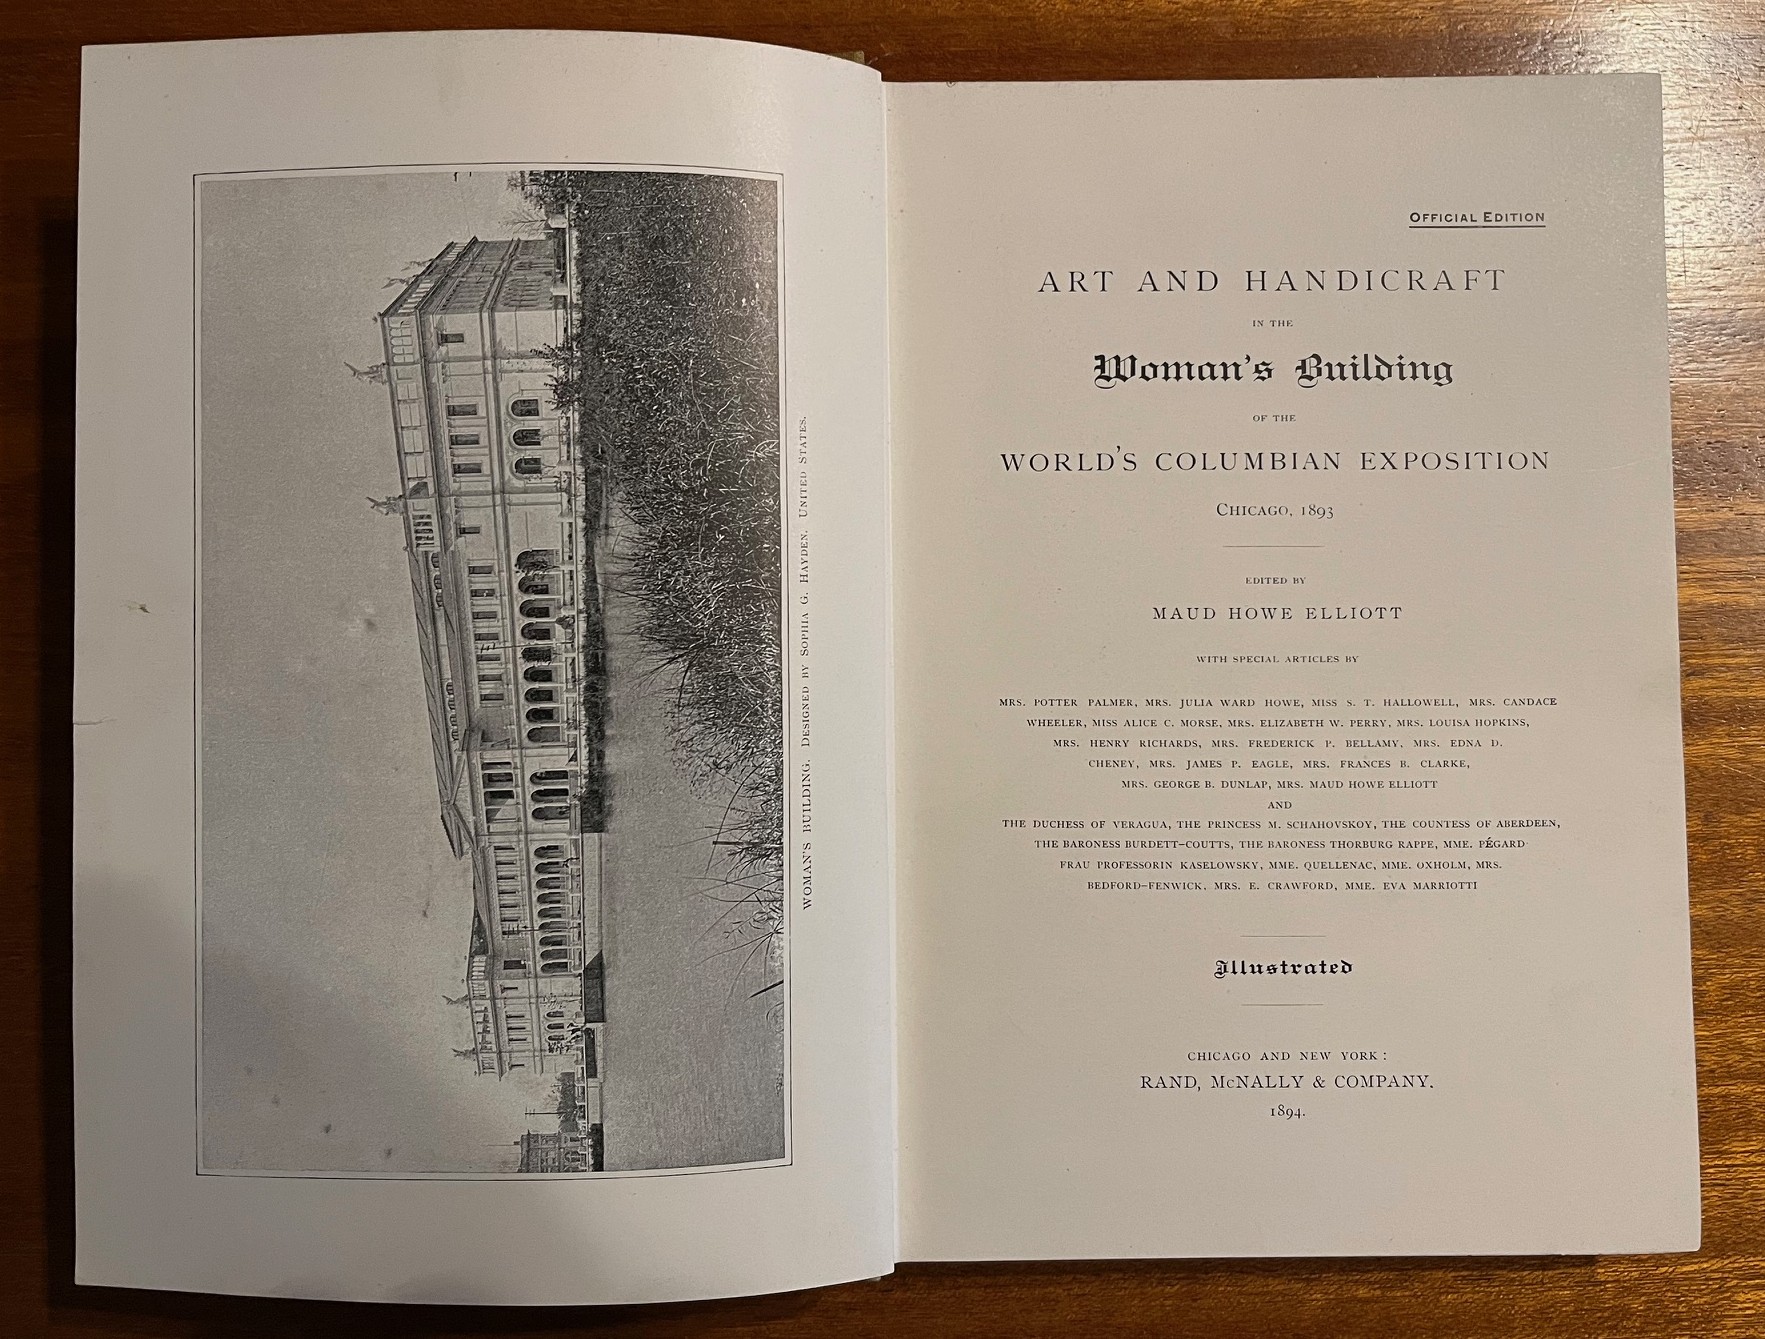 WOMAN'S BUILDING. DESIGNED BY SOPHIA G. HAYDEN, UNITED STATES.
OFFICIAL EDITION
ART AND HANDICRAFT
IN THE
Woman's Building
OF THE
WORLD'S COLUMBIAN EXPOSITION
CHICAGO, 1893
EDITED BY
MAUD HOWE ELLIOTT
WITH SPECIAL ARTICLES BY
MRS. POTTER PALMER, MRS. JULIA WARD HOWE, MISS S. T. HALLOWELL, MRS. CANDACE
WHEELER, MISS ALICE C. MORSE, MRS. ELIZABETH W. PERRY, MRS. LOUISA HOPKINS,
MRS. HENRY RICHARDS, MRS. FREDERICK P. BELLAMY, MRS. EDNA D.
CHENEY, MRS. JAMES P. EAGLE, MRS. FRANCES B. CLARKE,
MRS. GEORGE B. DUNLAP, MRS. MAUD HOWE ELLIOTT
AND
THE DUCHESS OF VERAGUA, THE PRINCESS M. SCHAHOVSKOY, THE COUNTESS OF ABERDEEN,
THE BARONESS BURDETT-COUTTS, THE BARONESS THORBURG RAPPE, MME. PÉGARD
FRAU PROFESSORIN KASELOWSKY, MME. QUELLENAC, MME. OXHOLM, MRS.
BEDFORD-FENWICK, MRS. E. CRAWFORD, MME. EVA MARRIOTTI
Illustrated
CHICAGO AND NEW YORK:
RAND, McNALLY & COMPANY.
1894.